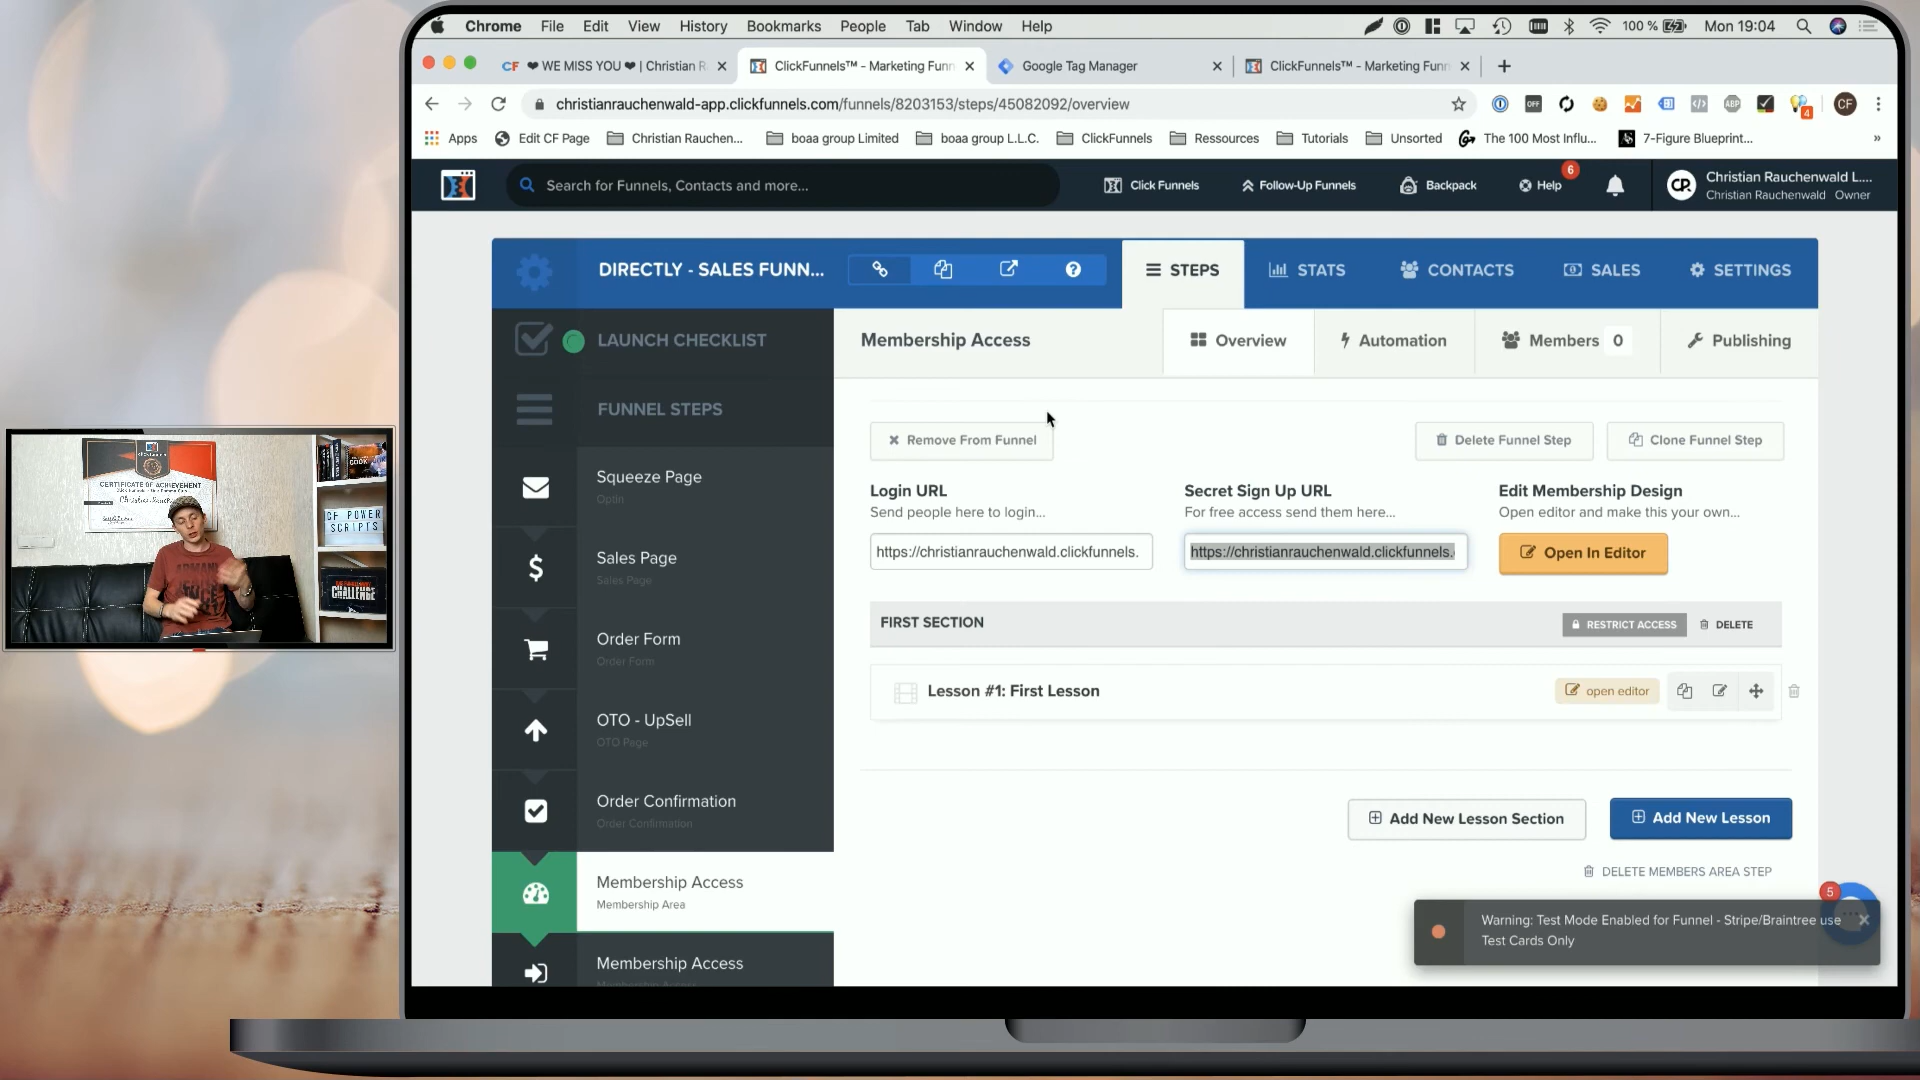 Chrome File Edit View History Bookmarks People Tab Window Help 100 % Mon 19:04
CF ❤ WE MISS YOU ❤ | Christian R
ClickFunnels™ - Marketing Funn
Google Tag Manager
ClickFunnels™ - Marketing Funn
christianrauchenwald-app.clickfunnels.com/funnels/8203153/steps/45082092/overview
OFF
ABP
4
CF
Apps Edit CF Page Christian Rauchen... boaa group Limited boaa group L.L.C. ClickFunnels Ressources Tutorials Unsorted The 100 Most Influ... 7-Figure Blueprint... »
Search for Funnels, Contacts and more...
Click Funnels
Follow-Up Funnels
Backpack
Help
6
CP.
Christian Rauchenwald L....
Christian Rauchenwald Owner
DIRECTLY - SALES FUNN...
STEPS
STATS
CONTACTS
SALES
SETTINGS
LAUNCH CHECKLIST
FUNNEL STEPS
Squeeze Page
Optin
Sales Page
Sales Page
Order Form
Order Form
OTO - UpSell
OTO Page
Order Confirmation
Order Confirmation
Membership Access
Membership Area
Membership Access
Membership Access
Overview
Automation
Members 0
Publishing
Remove From Funnel
Delete Funnel Step
Clone Funnel Step
Login URL
Send people here to login...
https://christianrauchenwald.clickfunnels.
Secret Sign Up URL
For free access send them here...
https://christianrauchenwald.clickfunnels.
Edit Membership Design
Open editor and make this your own...
Open In Editor
FIRST SECTION
RESTRICT ACCESS
DELETE
Lesson #1: First Lesson
open editor
Add New Lesson Section
Add New Lesson
DELETE MEMBERS AREA STEP
5
Warning: Test Mode Enabled for Funnel - Stripe/Braintree use
Test Cards Only
CERTIFICATE OF ACHIEVEMENT
CF POWER
SCRIPTS
COOK
CHALLENGE